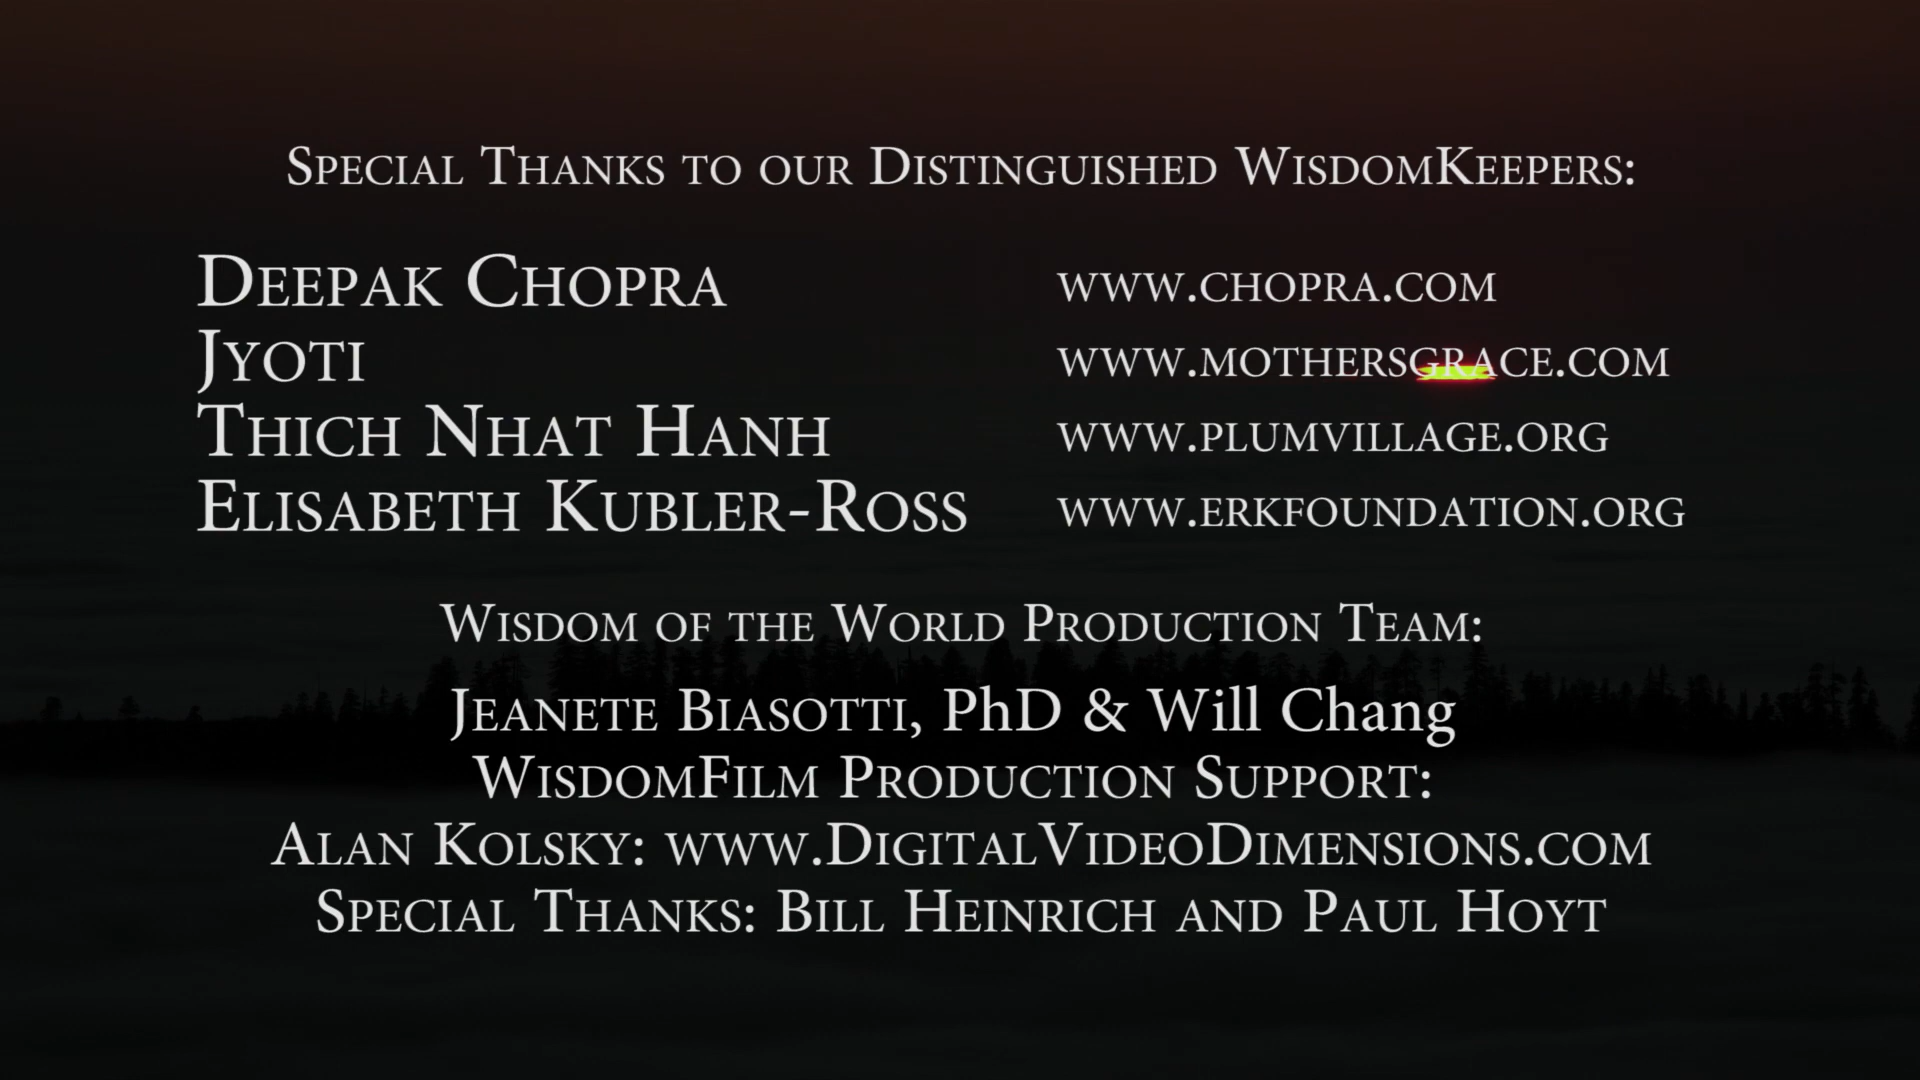 Special Thanks to our Distinguished WisdomKeepers:
Deepak Chopra www.chopra.com
Jyoti www.mothersgrace.com
Thich Nhat Hanh www.plumvillage.org
Elisabeth Kubler-Ross www.erkfoundation.org
Wisdom of the World Production Team:
Jeanete Biasotti, PhD & Will Chang
WisdomFilm Production Support:
Alan Kolsky: www.DigitalVideoDimensions.com
Special Thanks: Bill Heinrich and Paul Hoyt